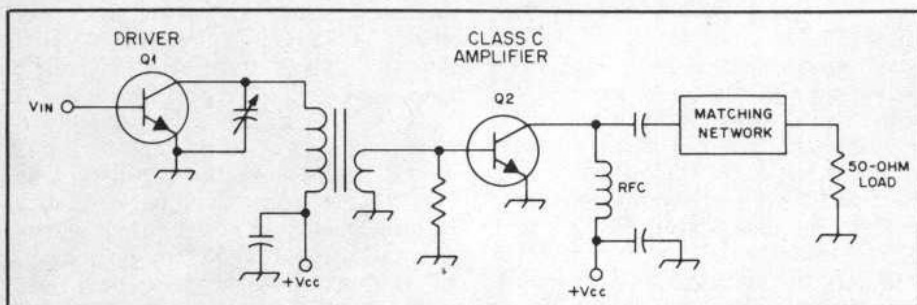 DRIVER
Q1
VIN
+Vcc
CLASS C
AMPLIFIER
Q2
RFC
+Vcc
MATCHING
NETWORK
50-OHM
LOAD